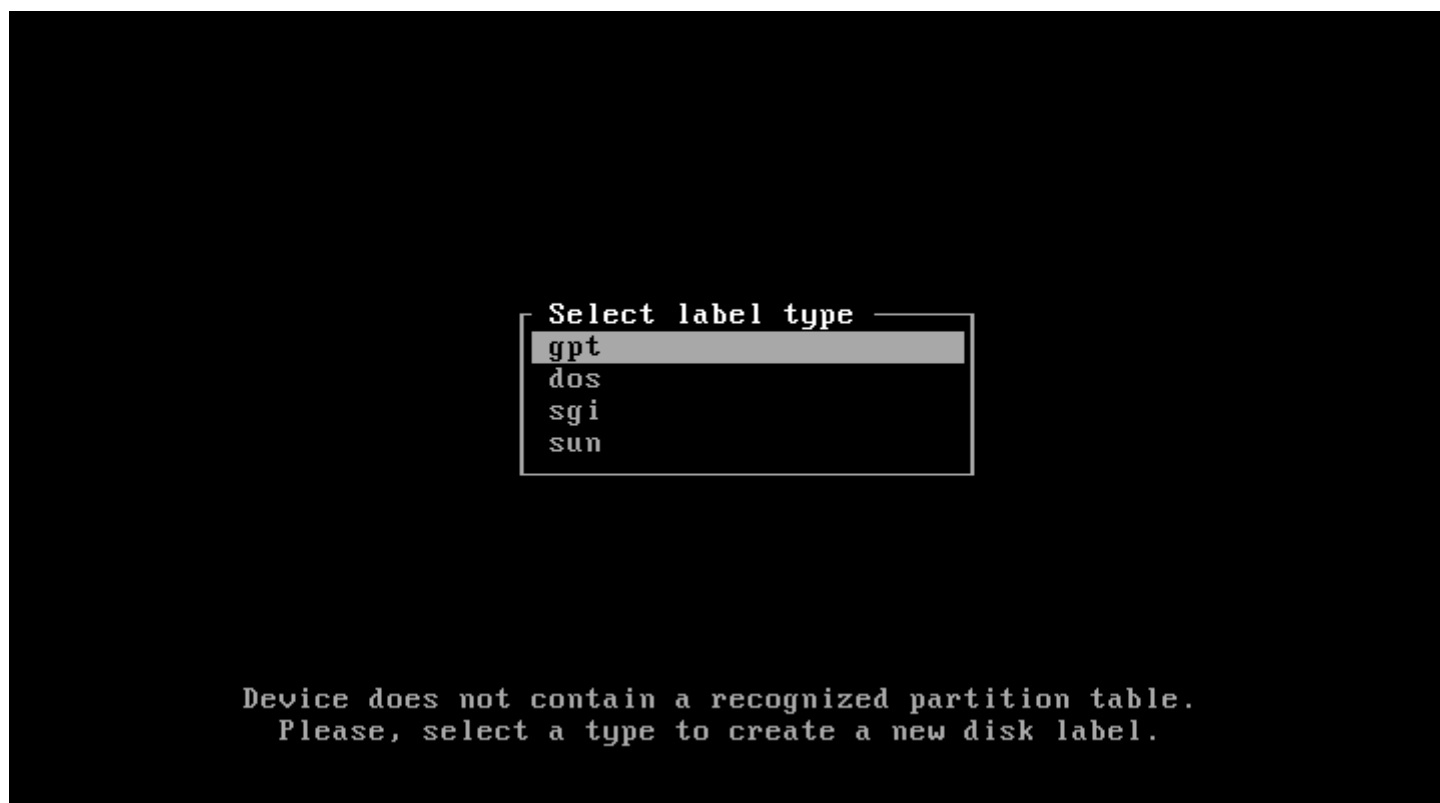 Select label type
gpt
dos
sgi
sun
Device does not contain a recognized partition table.
Please, select a type to create a new disk label.